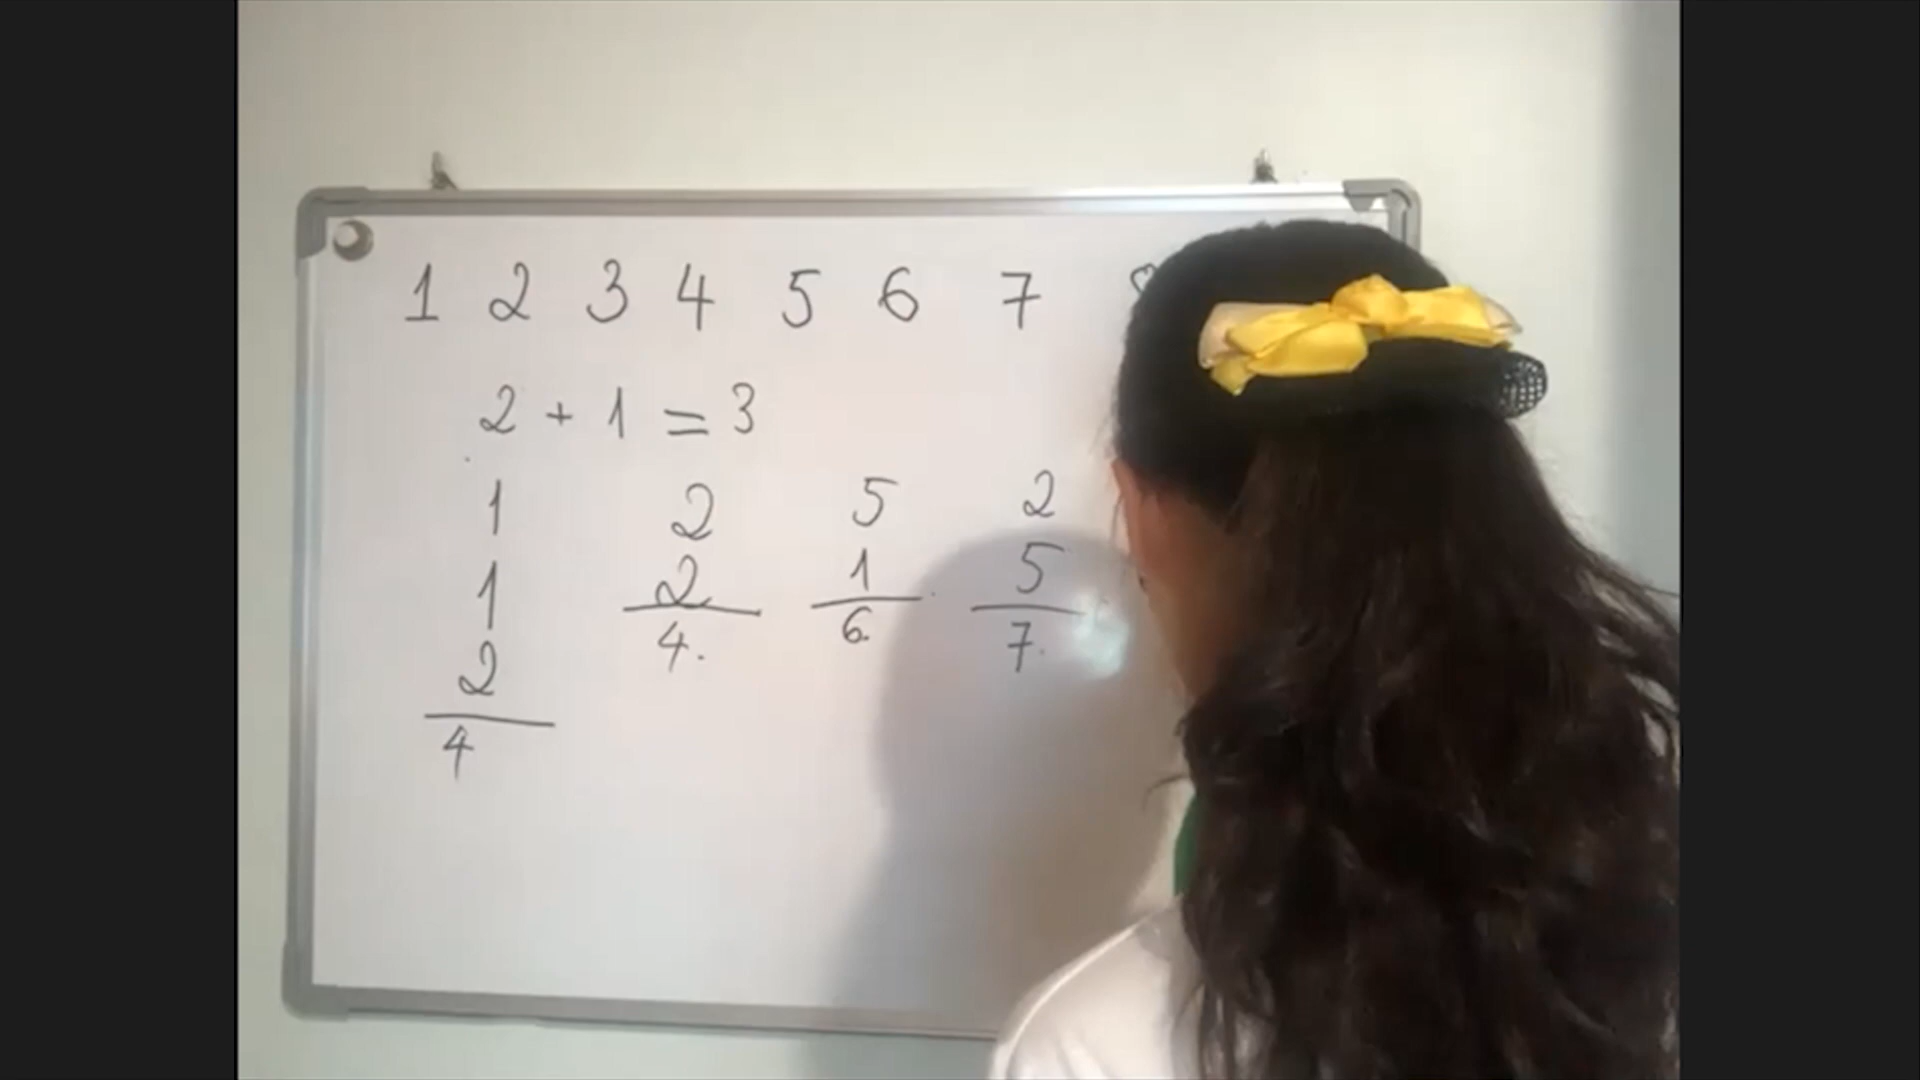 1 2 3 4 5 6 7
2 + 1 = 3
1 2 5 2
1 2 1 5
2 4. 6. 7.
4